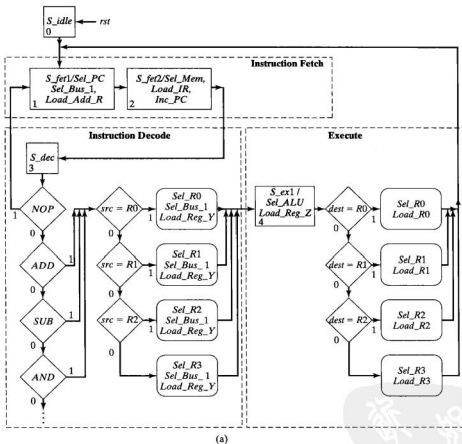 S_idle
0
rst
Instruction Fetch
S_fet1/Sel_PC
Sel_Bus_1,
Load_Add_R
1
S_fet2/Sel_Mem,
Load_IR,
Inc_PC
2
Instruction Decode
S_dec
3
NOP
1
0
ADD
1
0
SUB
1
0
AND
1
0
src = R0
1
0
Sel_R0
Sel_Bus_1
Load_Reg_Y
src = R1
1
0
Sel_R1
Sel_Bus_1
Load_Reg_Y
src = R2
1
0
Sel_R2
Sel_Bus_1
Load_Reg_Y
Sel_R3
Sel_Bus_1
Load_Reg_Y
Execute
S_ex1 /
Sel_ALU
Load_Reg_Z
4
dest = R0
1
0
Sel_R0
Load_R0
dest = R1
1
0
Sel_R1
Load_R1
dest = R2
1
0
Sel_R2
Load_R2
Sel_R3
Load_R3
(a)